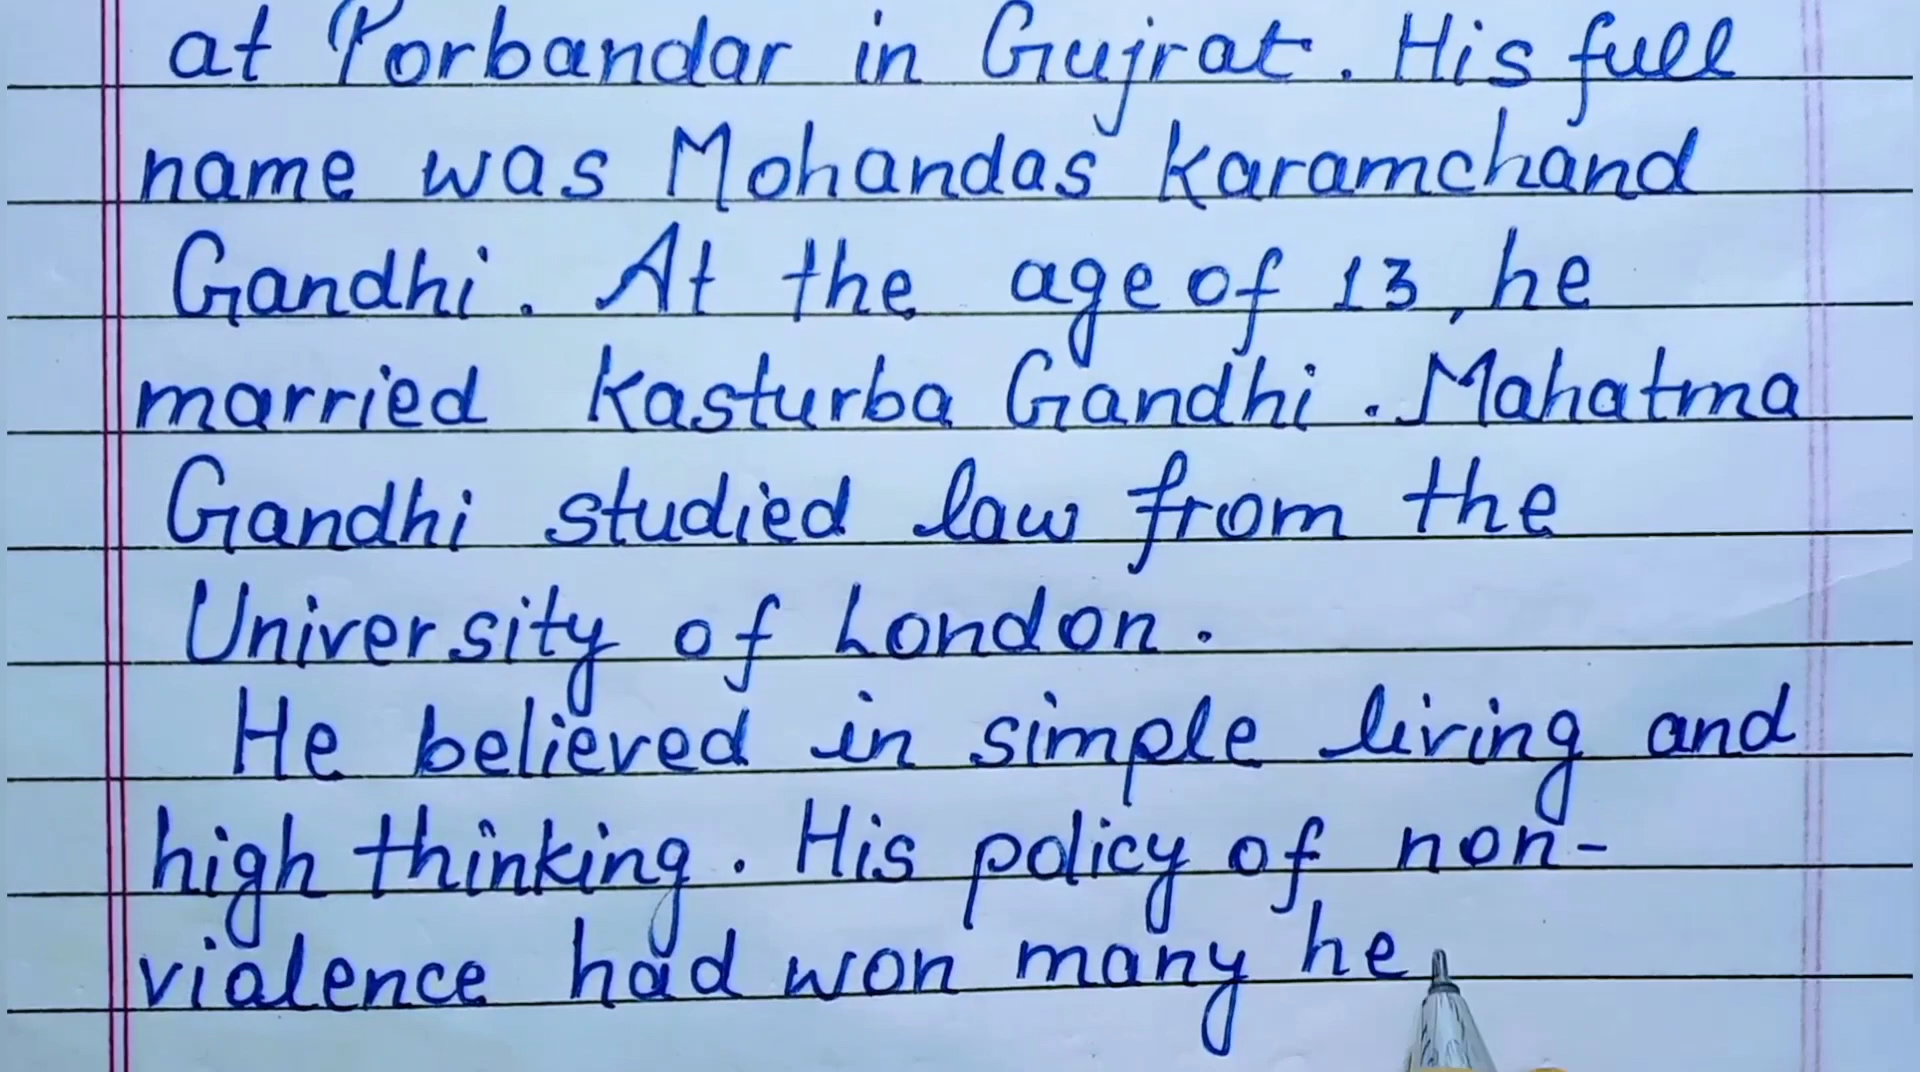 at Porbandar in Gujrat. His full
name was Mohandas Karamchand
Gandhi. At the age of 13, he
married Kasturba Gandhi. Mahatma
Gandhi studied law from the
University of London.
He believed in simple living and
high thinking. His policy of non-
violence had won many he